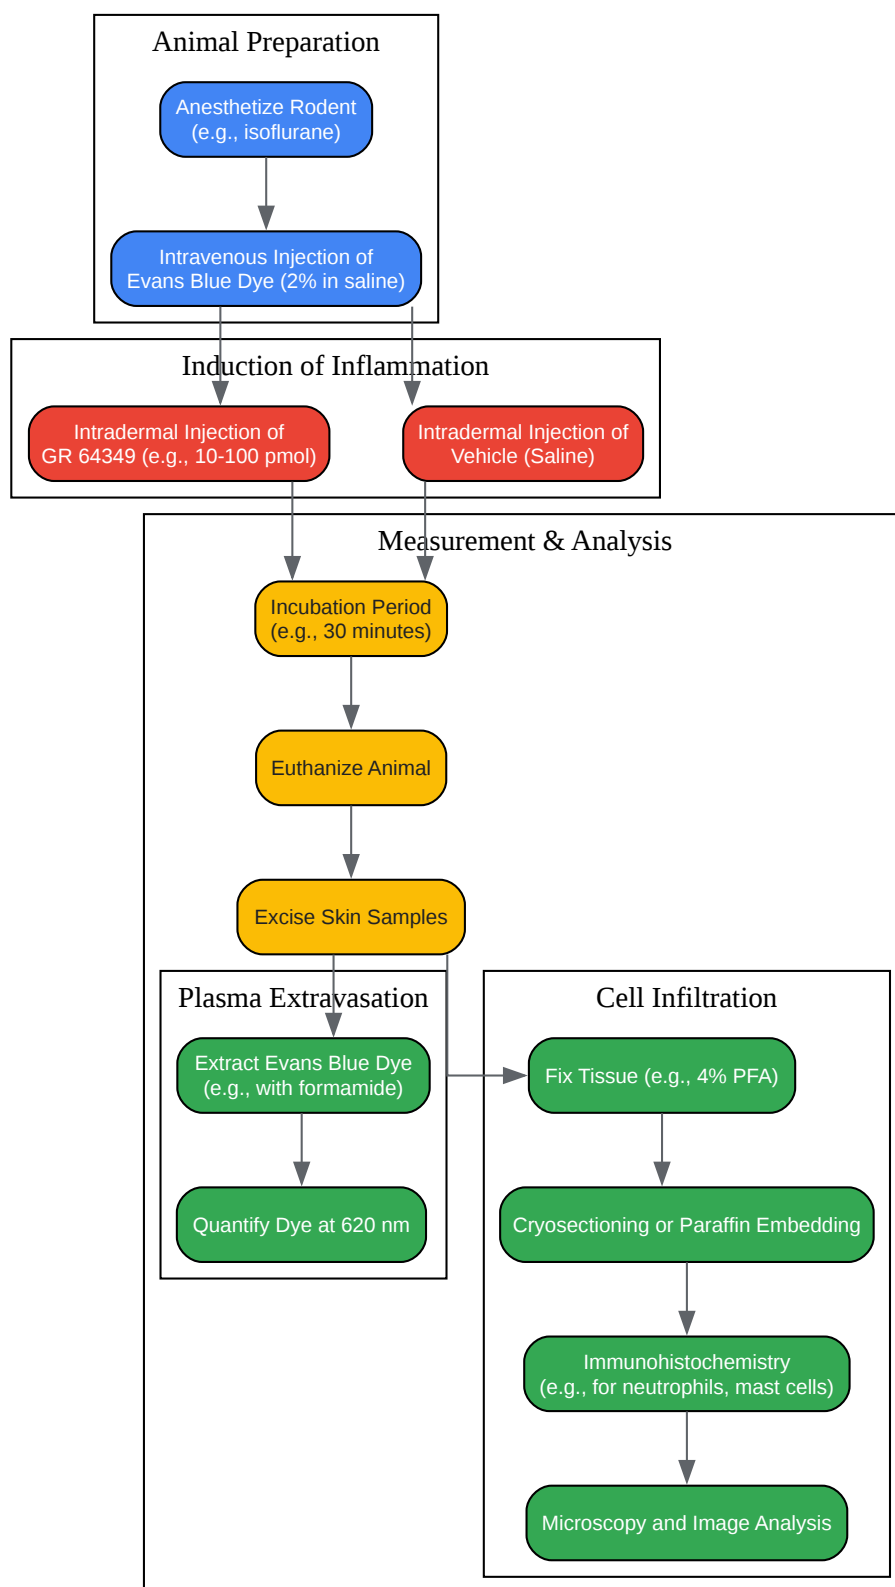 Animal Preparation
Anesthetize Rodent
(e.g., isoflurane)
Intravenous Injection of
Evans Blue Dye (2% in saline)
Induction of Inflammation
Intradermal Injection of
GR 64349 (e.g., 10-100 pmol)
Intradermal Injection of
Vehicle (Saline)
Measurement & Analysis
Incubation Period
(e.g., 30 minutes)
Euthanize Animal
Excise Skin Samples
Plasma Extravasation
Extract Evans Blue Dye
(e.g., with formamide)
Quantify Dye at 620 nm
Cell Infiltration
Fix Tissue (e.g., 4% PFA)
Cryosectioning or Paraffin Embedding
Immunohistochemistry
(e.g., for neutrophils, mast cells)
Microscopy and Image Analysis